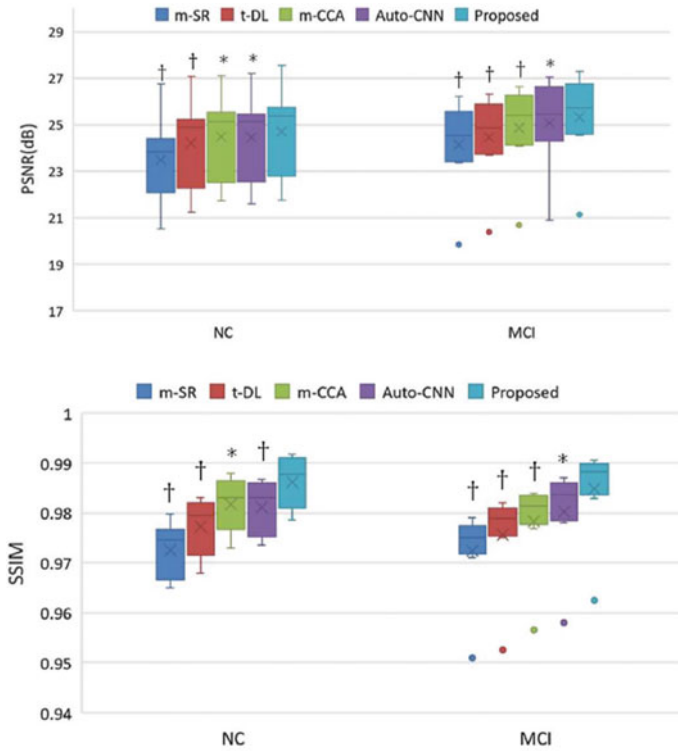 m-SR t-DL m-CCA Auto-CNN Proposed
29
27
25
23
21
19
17
PSNR(dB)
† † * *
† † † *
NC MCI
m-SR t-DL m-CCA Auto-CNN Proposed
1
0.99
0.98
0.97
0.96
0.95
0.94
SSIM
† † * †
† † † *
NC MCI